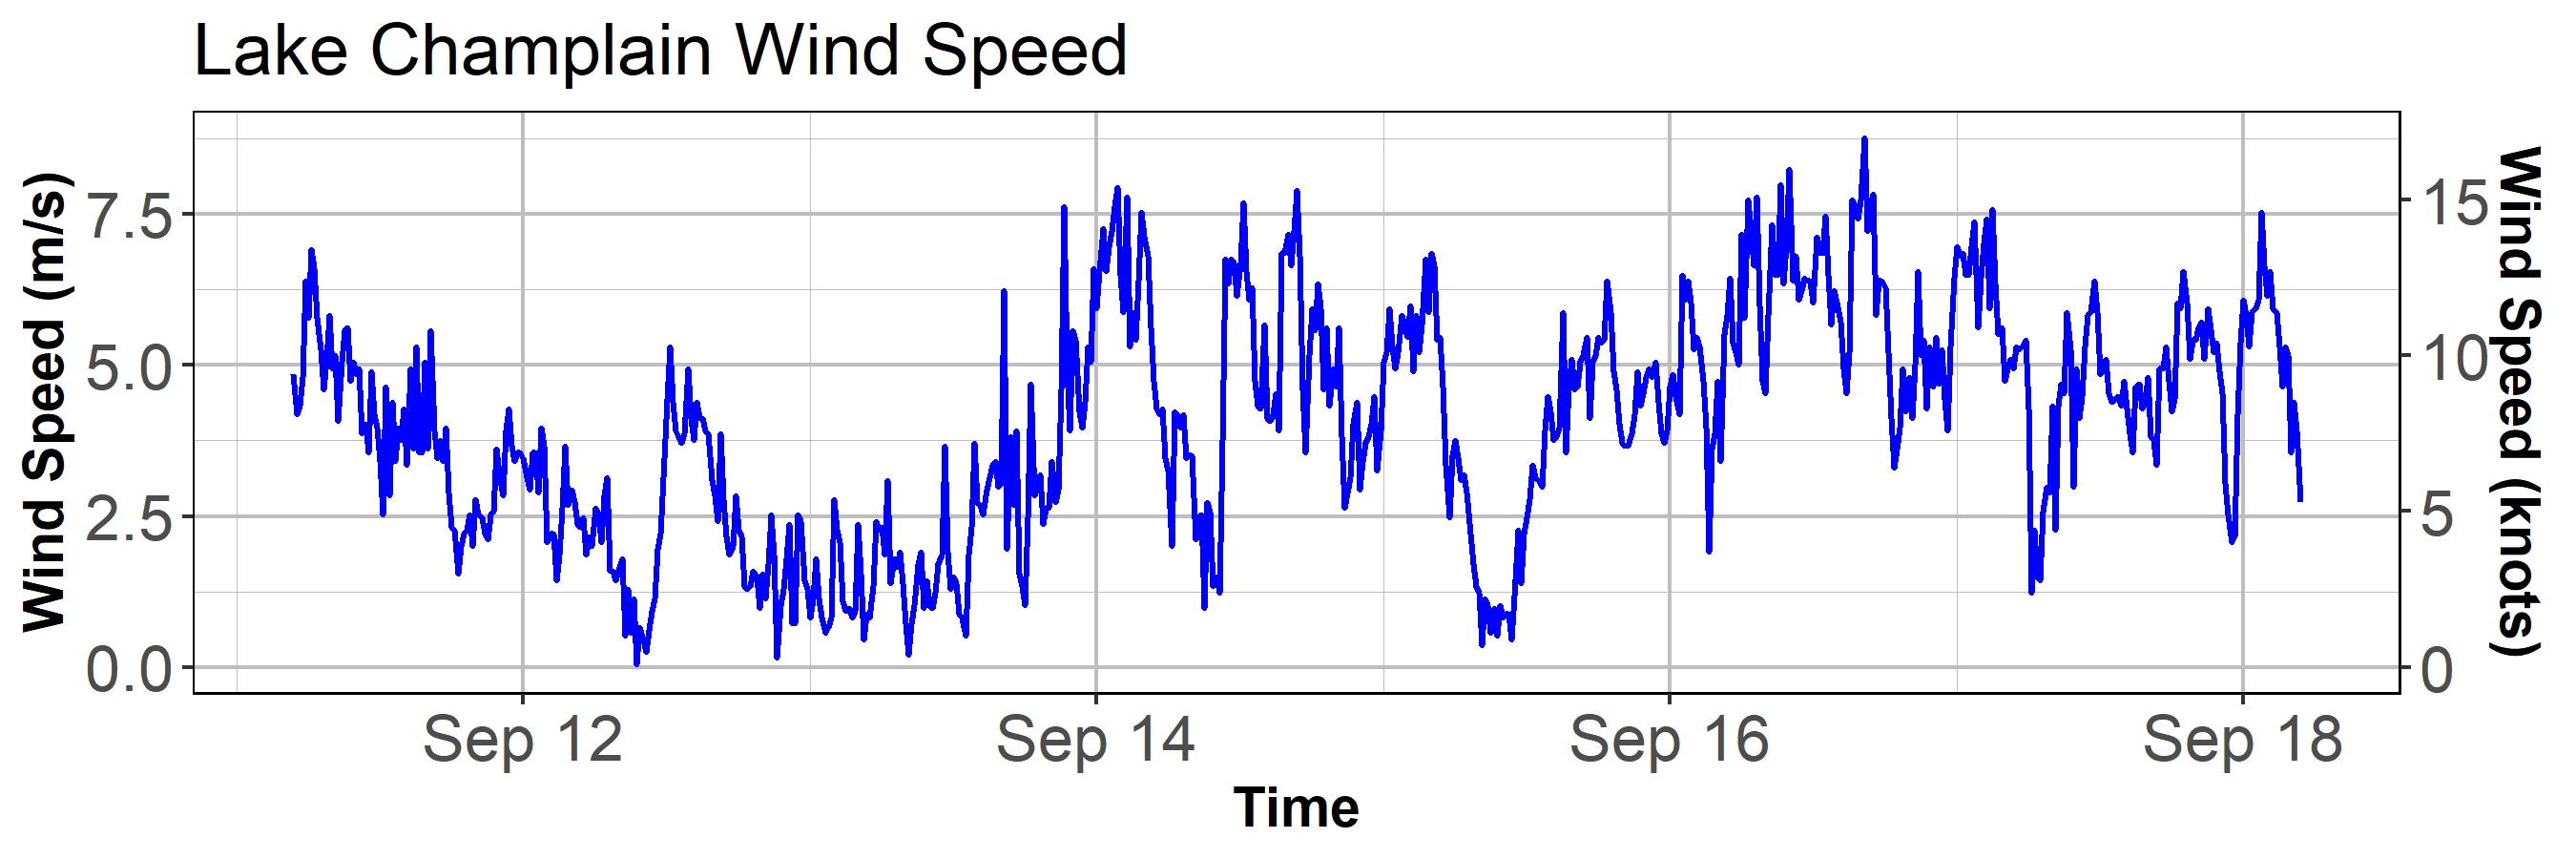 Lake Champlain Wind Speed
Wind Speed (m/s)
7.5
5.0
2.5
0.0
15
10
5
0
Wind Speed (knots)
Sep 12
Sep 14
Sep 16
Sep 18
Time